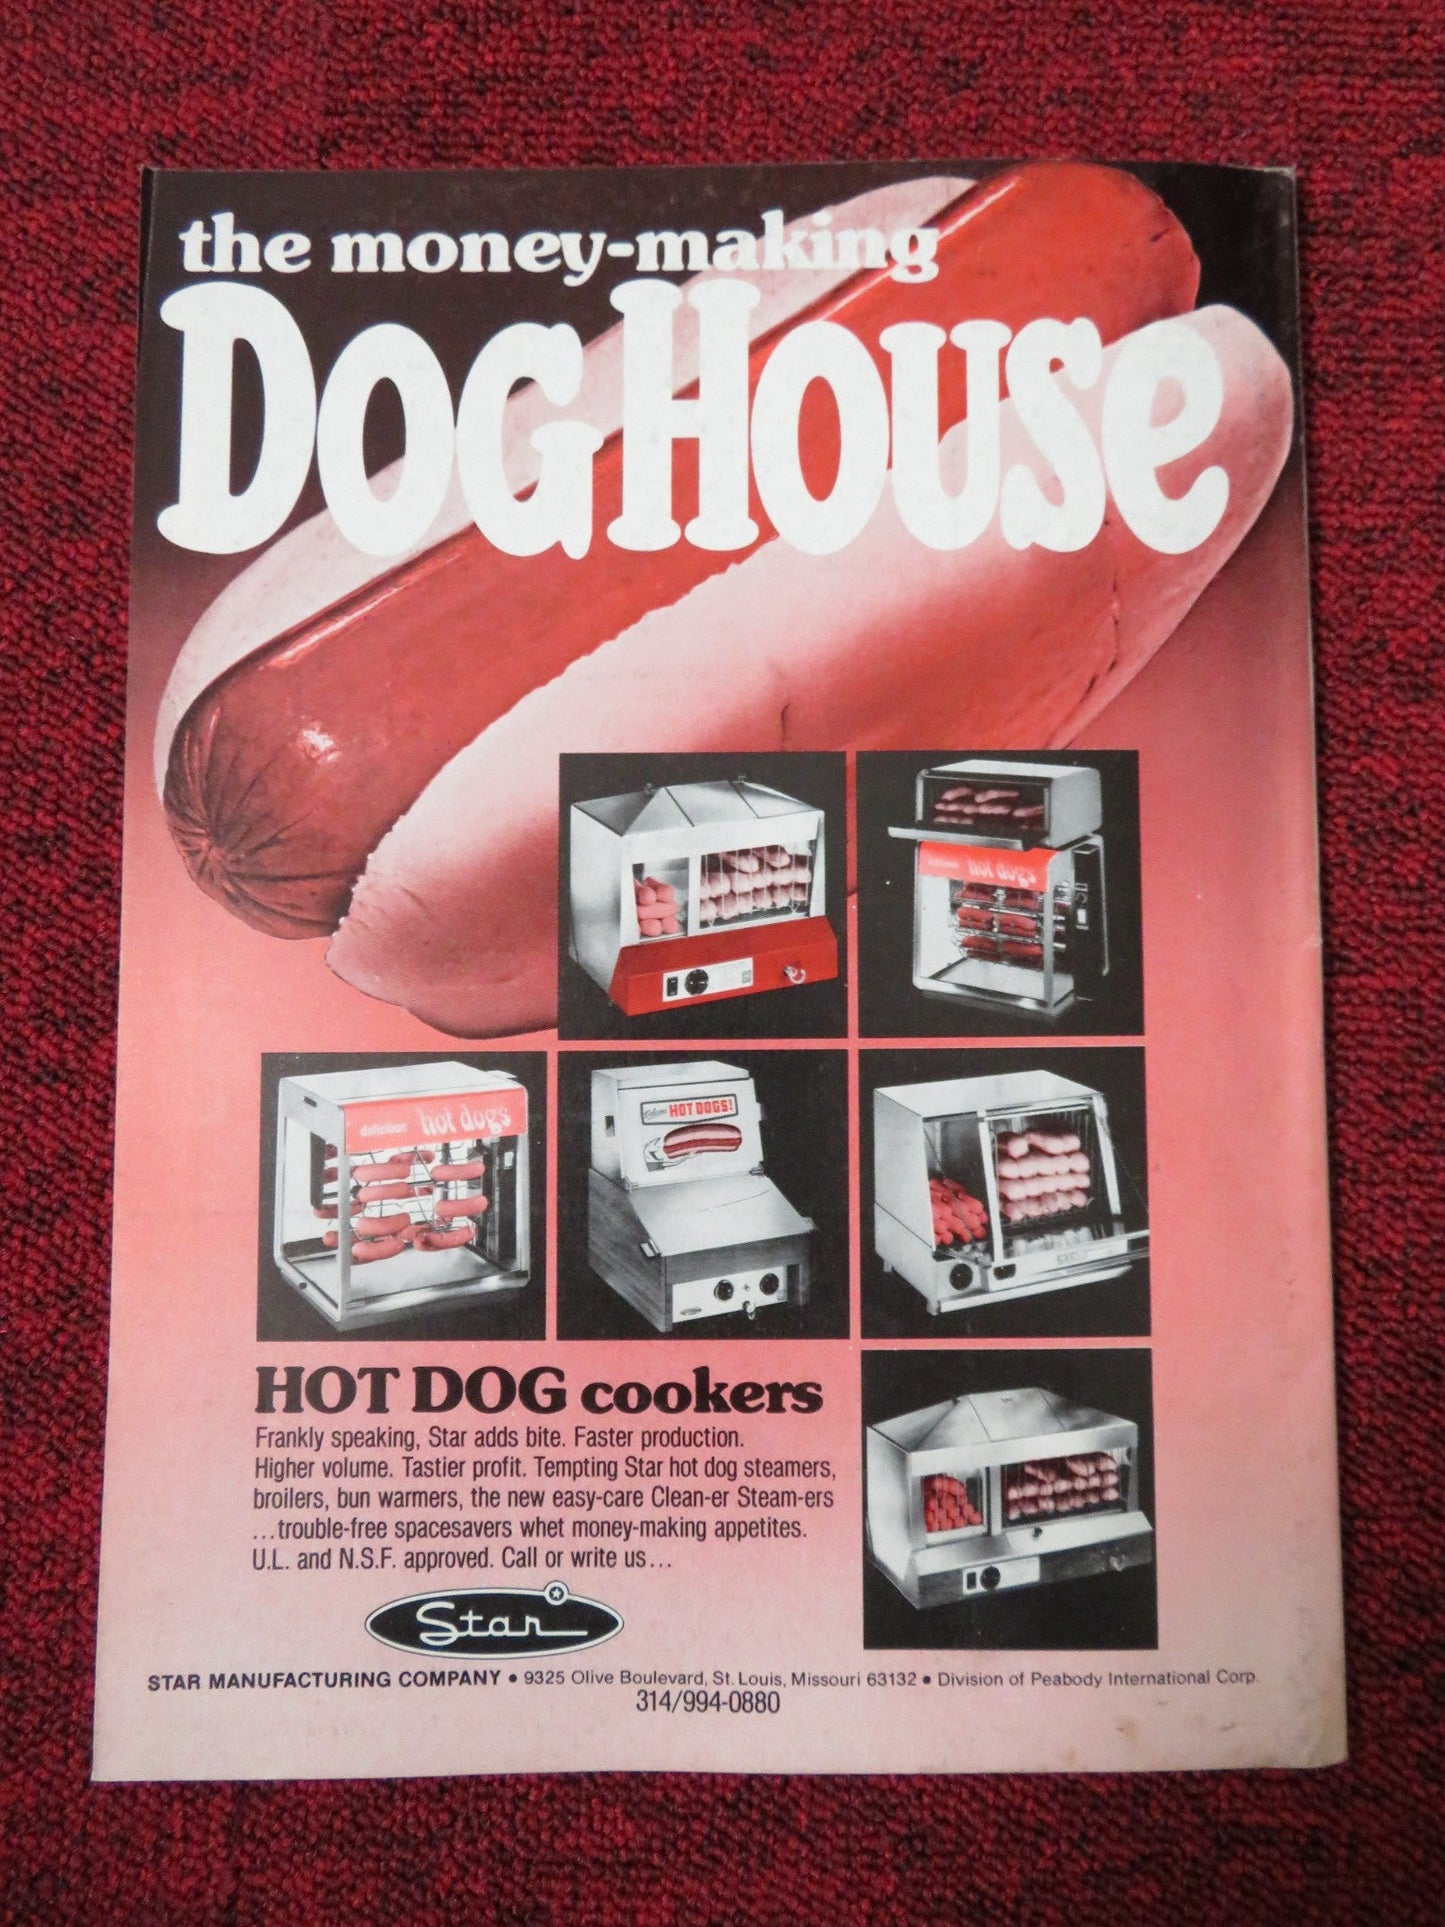 the money-making
DOGHOUSE
delicious hot dogs
delicious hot dogs
HOT DOGS!
HOT DOG cookers
Frankly speaking, Star adds bite. Faster production.
Higher volume. Tastier profit. Tempting Star hot dog steamers,
broilers, bun warmers, the new easy-care Clean-er Steam-ers
...trouble-free spacesavers whet money-making appetites.
U.L. and N.S.F. approved. Call or write us...
Star
STAR MANUFACTURING COMPANY • 9325 Olive Boulevard, St. Louis, Missouri 63132 • Division of Peabody International Corp.
314/994-0880